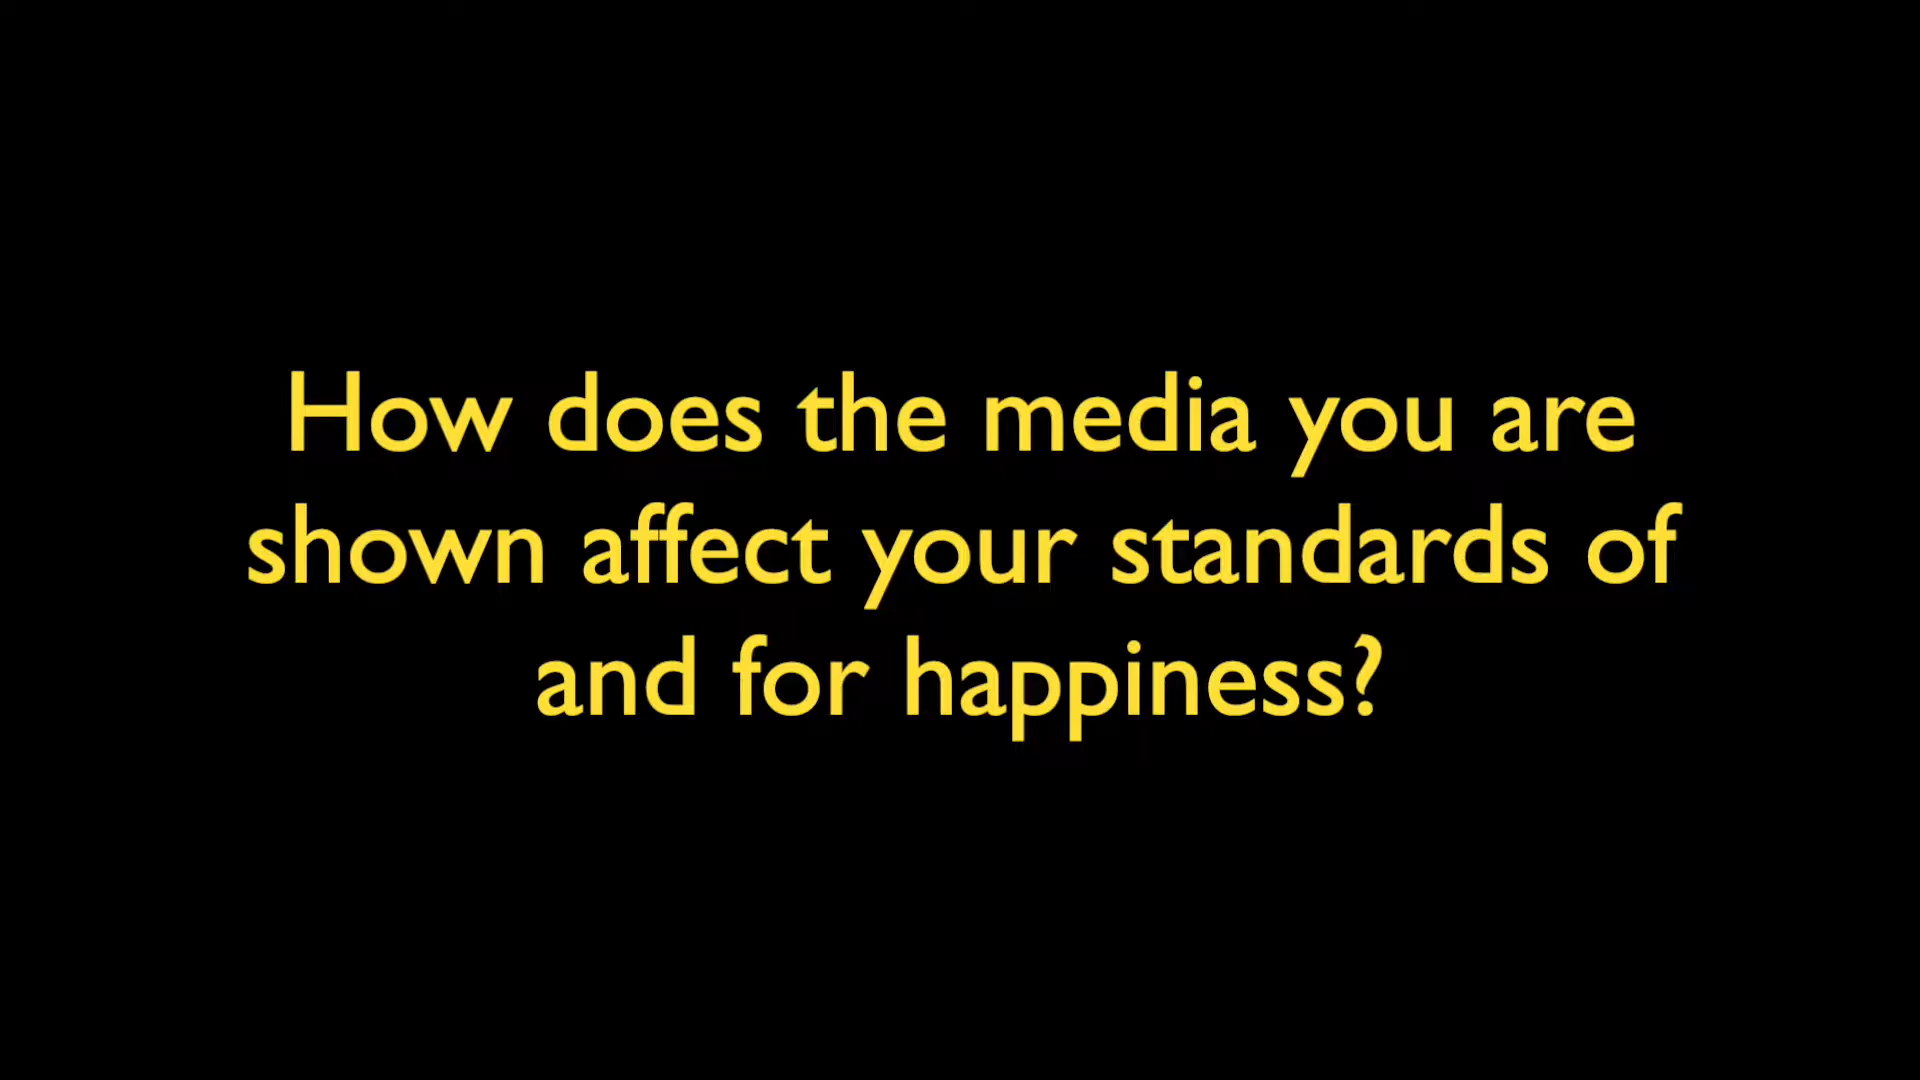 How does the media you are
shown affect your standards of
and for happiness?